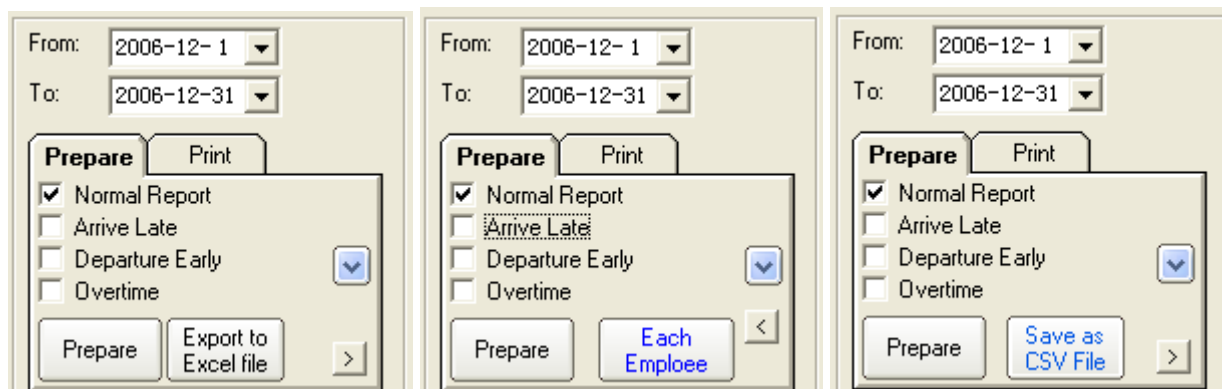 From: 2006-12- 1
To: 2006-12-31
Prepare Print
Normal Report
Arrive Late
Departure Early
Overtime
Prepare
Export to
Excel file
>
From: 2006-12- 1
To: 2006-12-31
Prepare Print
Normal Report
Arrive Late
Departure Early
Overtime
Prepare
Each
Emploee
<
From: 2006-12- 1
To: 2006-12-31
Prepare Print
Normal Report
Arrive Late
Departure Early
Overtime
Prepare
Save as
CSV File
>